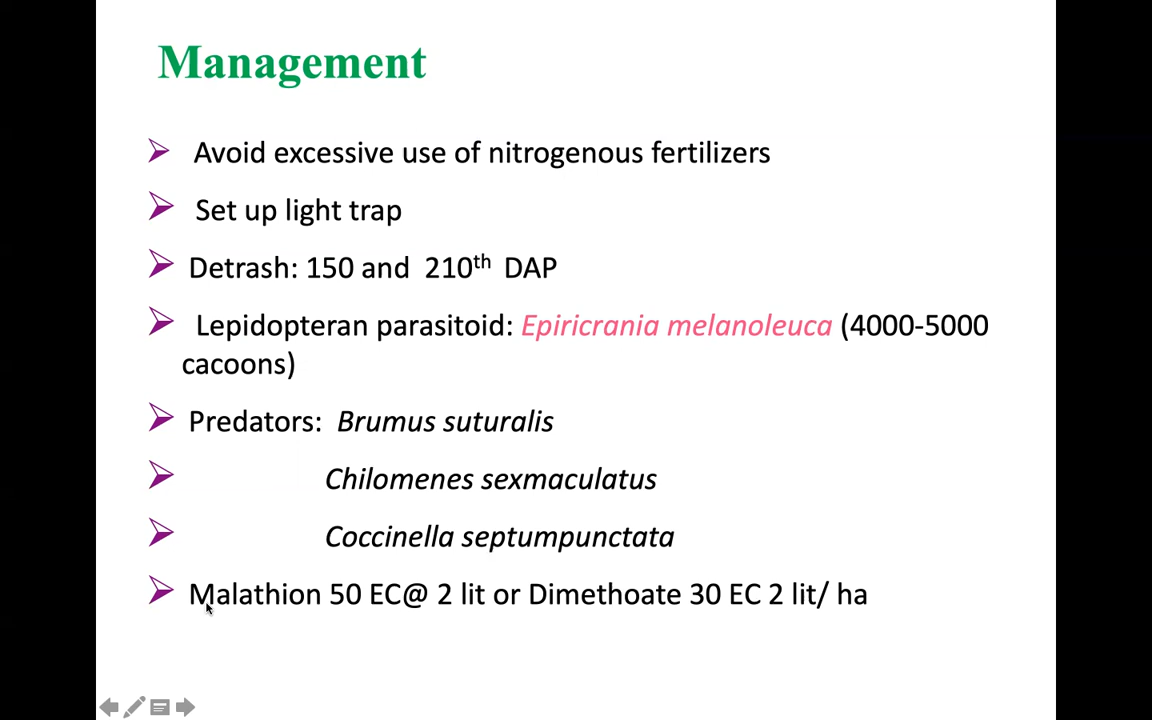 Management
Avoid excessive use of nitrogenous fertilizers
Set up light trap
Detrash: 150 and 210th DAP
Lepidopteran parasitoid: Epiricrania melanoleuca (4000-5000
cacoons)
Predators: Brumus suturalis
Chilomenes sexmaculatus
Coccinella septumpunctata
Malathion 50 EC@ 2 lit or Dimethoate 30 EC 2 lit/ ha